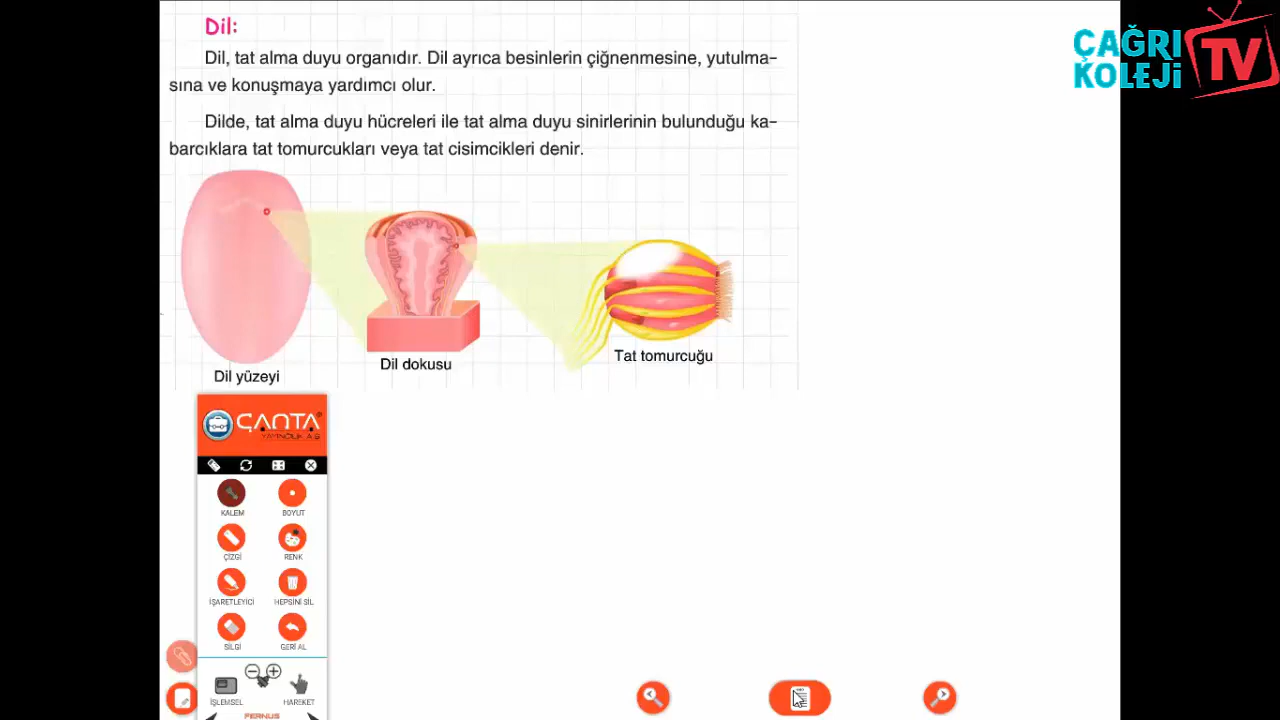 Dil:
Dil, tat alma duyu organıdır. Dil ayrıca besinlerin çiğnenmesine, yutulma-
sına ve konuşmaya yardımcı olur.
Dilde, tat alma duyu hücreleri ile tat alma duyu sinirlerinin bulunduğu ka-
barcıklara tat tomurcukları veya tat cisimcikleri denir.
Dil yüzeyi
Dil dokusu
Tat tomurcuğu
ÇAĞRI
KOLEJİ
TV
ÇANTA
YAYINCILIK A.Ş
KALEM
BOYUT
ÇİZGİ
RENK
İŞARETLEYİCİ
HEPSİNİ SİL
SİLGİ
GERİ AL
İŞLEMSEL
HAREKET
FERNUS